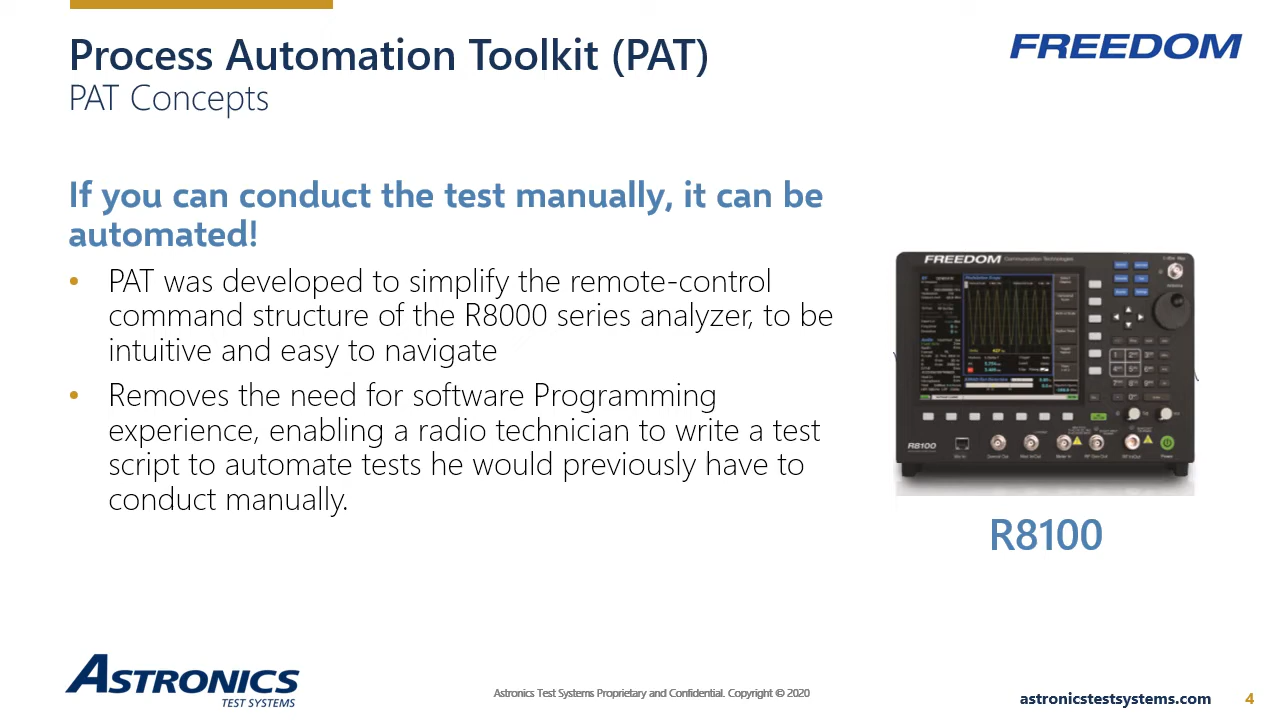 Process Automation Toolkit (PAT)
PAT Concepts
FREEDOM
If you can conduct the test manually, it can be
automated!
• PAT was developed to simplify the remote-control
command structure of the R8000 series analyzer, to be
intuitive and easy to navigate
• Removes the need for software Programming
experience, enabling a radio technician to write a test
script to automate tests he would previously have to
conduct manually.
FREEDOM Communication Technologies
R8100
R8100
ASTRONICS
TEST SYSTEMS
Astronics Test Systems Proprietary and Confidential. Copyright © 2020
astronicstestsystems.com
4